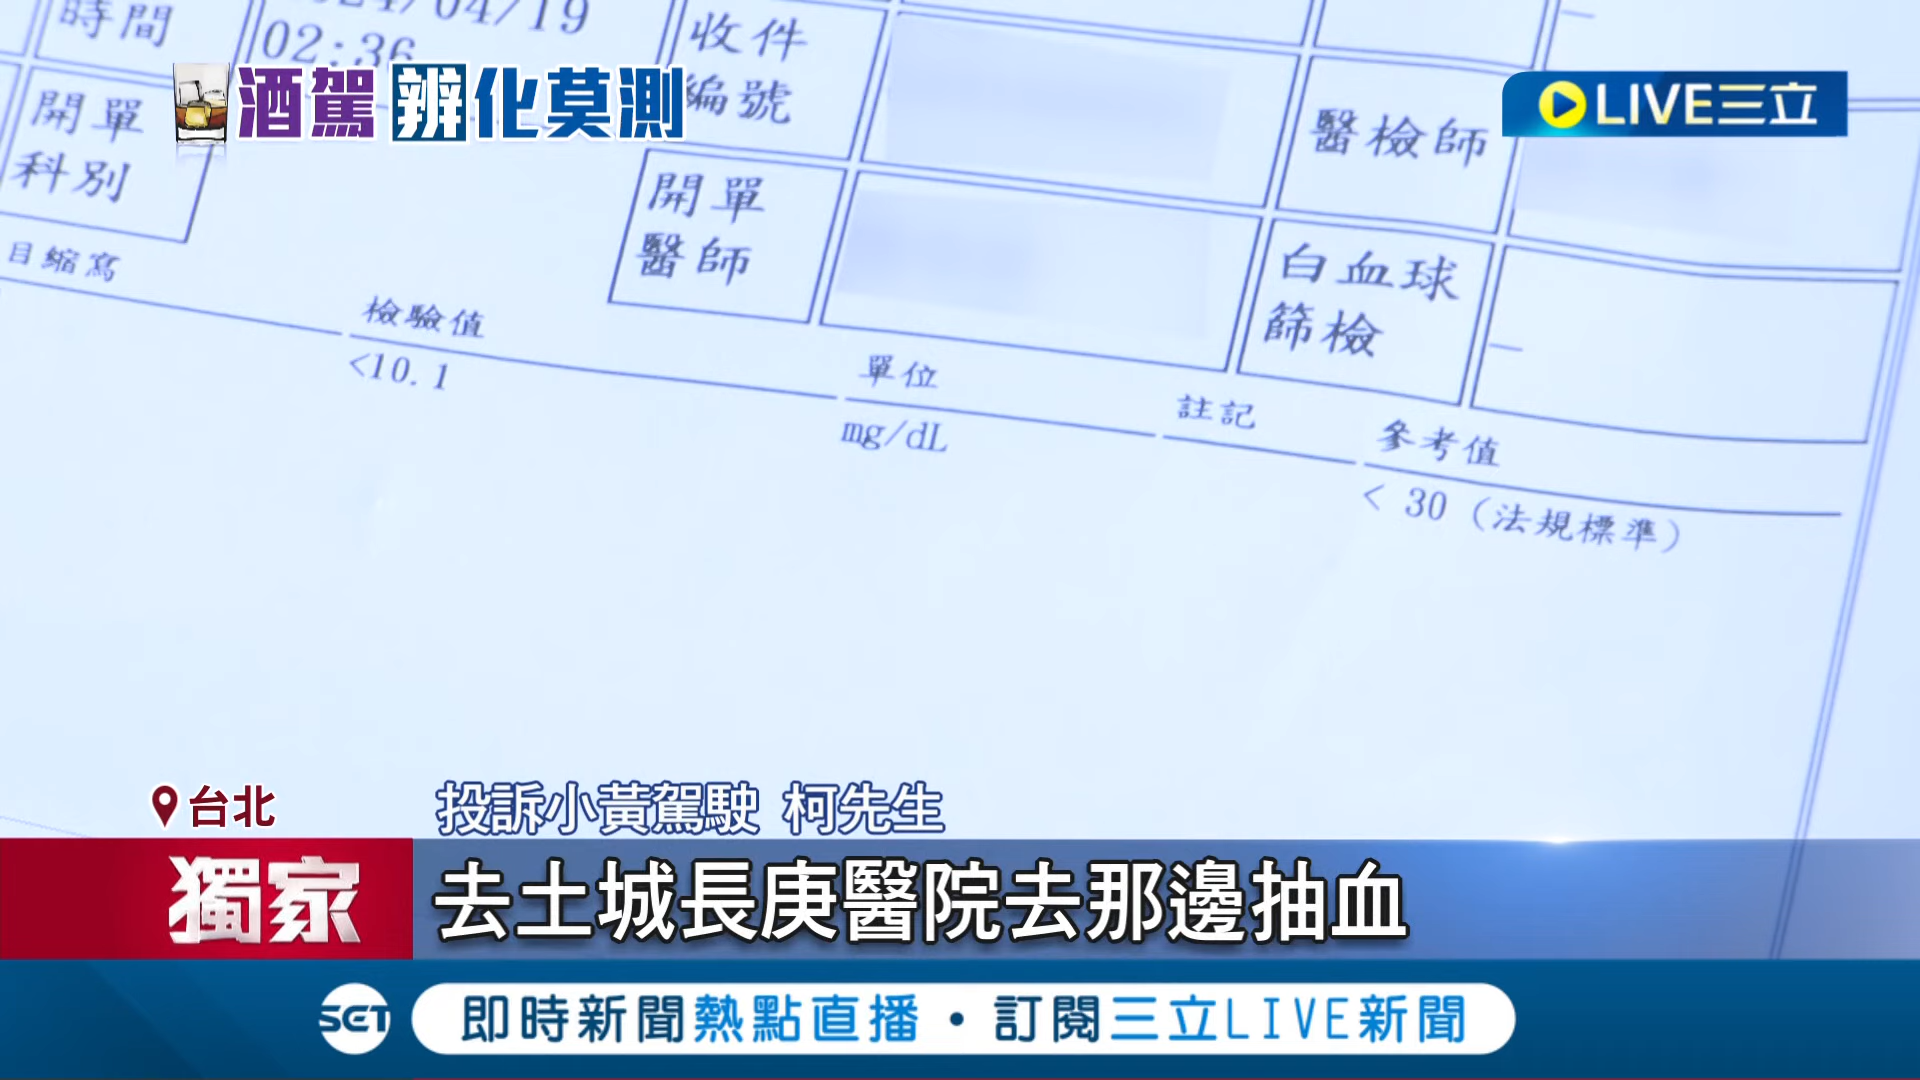 時間
2024/04/19
02:36
收件
編號
醫檢師
開單
科別
開單
醫師
白血球
篩檢
目縮寫
檢驗值
單位
註記
參考值
<10.1
mg/dL
< 30 (法規標準)
酒駕辨化莫測
LIVE三立
台北
投訴小黃駕駛 柯先生
獨家
去土城長庚醫院去那邊抽血
SET
即時新聞熱點直播・訂閱三立LIVE新聞